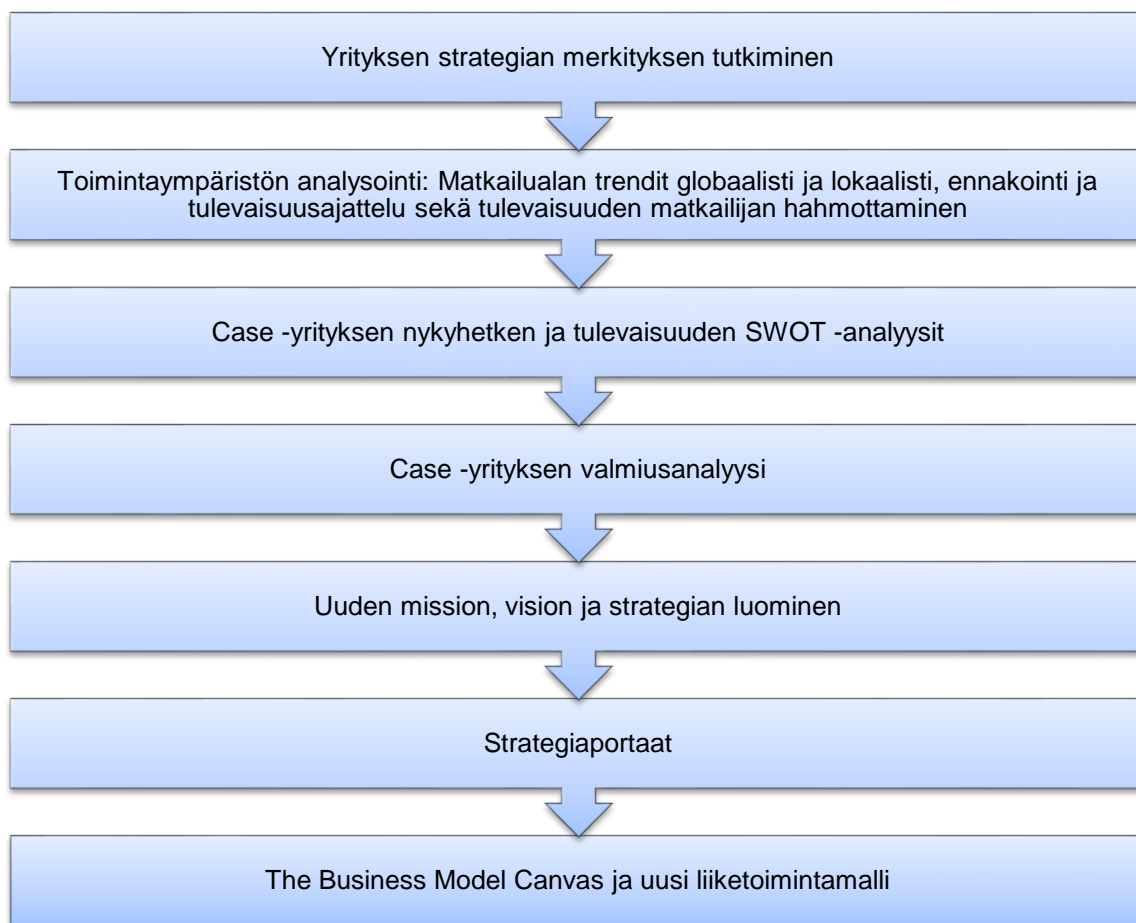 Yrityksen strategian merkityksen tutkiminen
Toimintaympäristön analysointi: Matkailualan trendit globaalisti ja lokaalisti, ennakointi ja
tulevaisuusajattelu sekä tulevaisuuden matkailijan hahmottaminen
Case -yrityksen nykyhetken ja tulevaisuuden SWOT -analyysit
Case -yrityksen valmiusanalyysi
Uuden mission, vision ja strategian luominen
Strategiaportaat
The Business Model Canvas ja uusi liiketoimintamalli